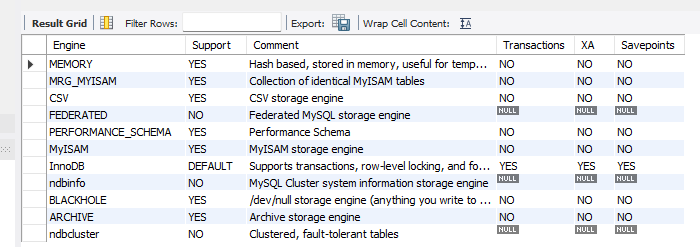 Result Grid Filter Rows: Export: Wrap Cell Content: IA
Engine Support Comment Transactions XA Savepoints
MEMORY YES Hash based, stored in memory, useful for temp... NO NO NO
MRG_MYISAM YES Collection of identical MyISAM tables NO NO NO
CSV YES CSV storage engine NO NO NO
FEDERATED NO Federated MySQL storage engine NULL NULL NULL
PERFORMANCE_SCHEMA YES Performance Schema NO NO NO
MyISAM YES MyISAM storage engine NO NO NO
InnoDB DEFAULT Supports transactions, row-level locking, and fo... YES YES YES
ndbinfo NO MySQL Cluster system information storage engine NULL NULL NULL
BLACKHOLE YES /dev/null storage engine (anything you write to ... NO NO NO
ARCHIVE YES Archive storage engine NO NO NO
ndbcluster NO Clustered, fault-tolerant tables NULL NULL NULL